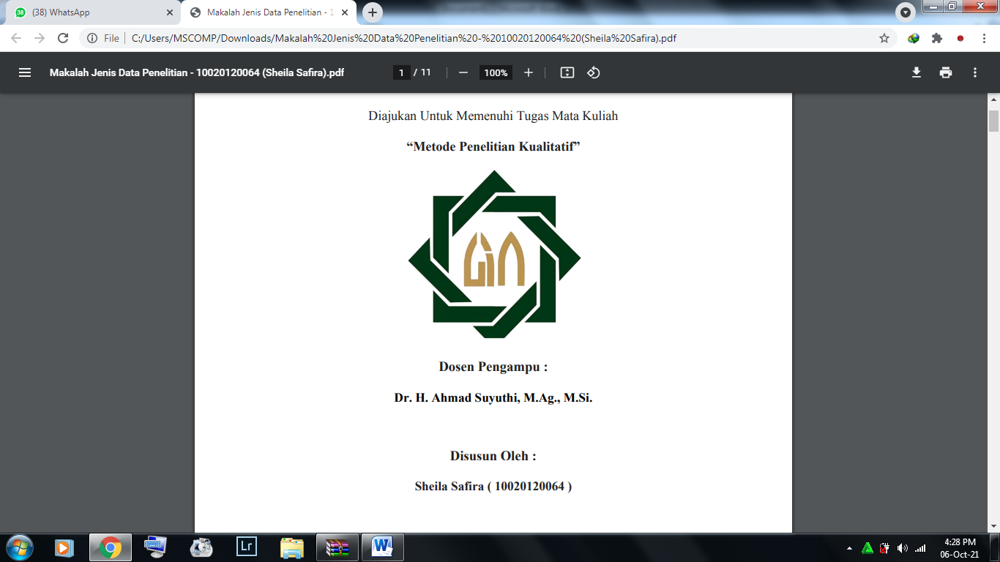 (38) WhatsApp
Makalah Jenis Data Penelitian - 1
File
C:/Users/MSCOMP/Downloads/Makalah%20Jenis%20Data%20Penelitian%20-%2010020120064%20(Sheila%20Safira).pdf
Makalah Jenis Data Penelitian - 10020120064 (Sheila Safira).pdf
1 / 11
100%
Diajukan Untuk Memenuhi Tugas Mata Kuliah
“Metode Penelitian Kualitatif”
UIN
Dosen Pengampu :
Dr. H. Ahmad Suyuthi, M.Ag., M.Si.
Disusun Oleh :
Sheila Safira ( 10020120064 )
Lr
W
4:28 PM
06-Oct-21